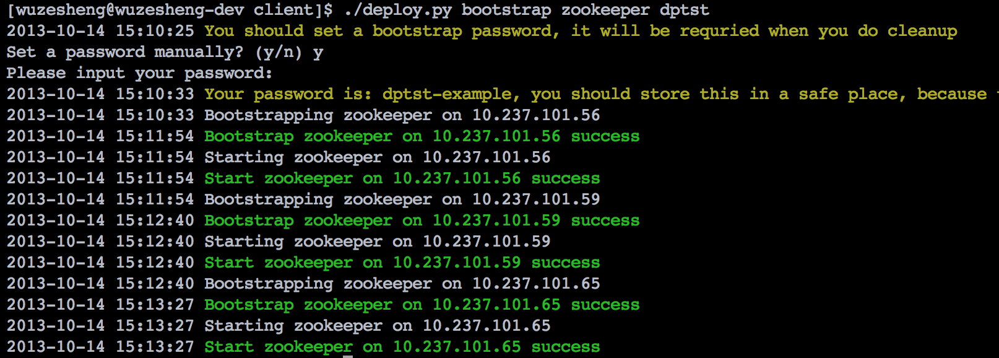 [wuzesheng@wuzesheng-dev client]$ ./deploy.py bootstrap zookeeper dptst
2013-10-14 15:10:25 You should set a bootstrap password, it will be requried when you do cleanup
Set a password manually? (y/n) y
Please input your password:
2013-10-14 15:10:33 Your password is: dptst-example, you should store this in a safe place, because
2013-10-14 15:10:33 Bootstrapping zookeeper on 10.237.101.56
2013-10-14 15:11:54 Bootstrap zookeeper on 10.237.101.56 success
2013-10-14 15:11:54 Starting zookeeper on 10.237.101.56
2013-10-14 15:11:54 Start zookeeper on 10.237.101.56 success
2013-10-14 15:11:54 Bootstrapping zookeeper on 10.237.101.59
2013-10-14 15:12:40 Bootstrap zookeeper on 10.237.101.59 success
2013-10-14 15:12:40 Starting zookeeper on 10.237.101.59
2013-10-14 15:12:40 Start zookeeper on 10.237.101.59 success
2013-10-14 15:12:40 Bootstrapping zookeeper on 10.237.101.65
2013-10-14 15:13:27 Bootstrap zookeeper on 10.237.101.65 success
2013-10-14 15:13:27 Starting zookeeper on 10.237.101.65
2013-10-14 15:13:27 Start zookeeper on 10.237.101.65 success